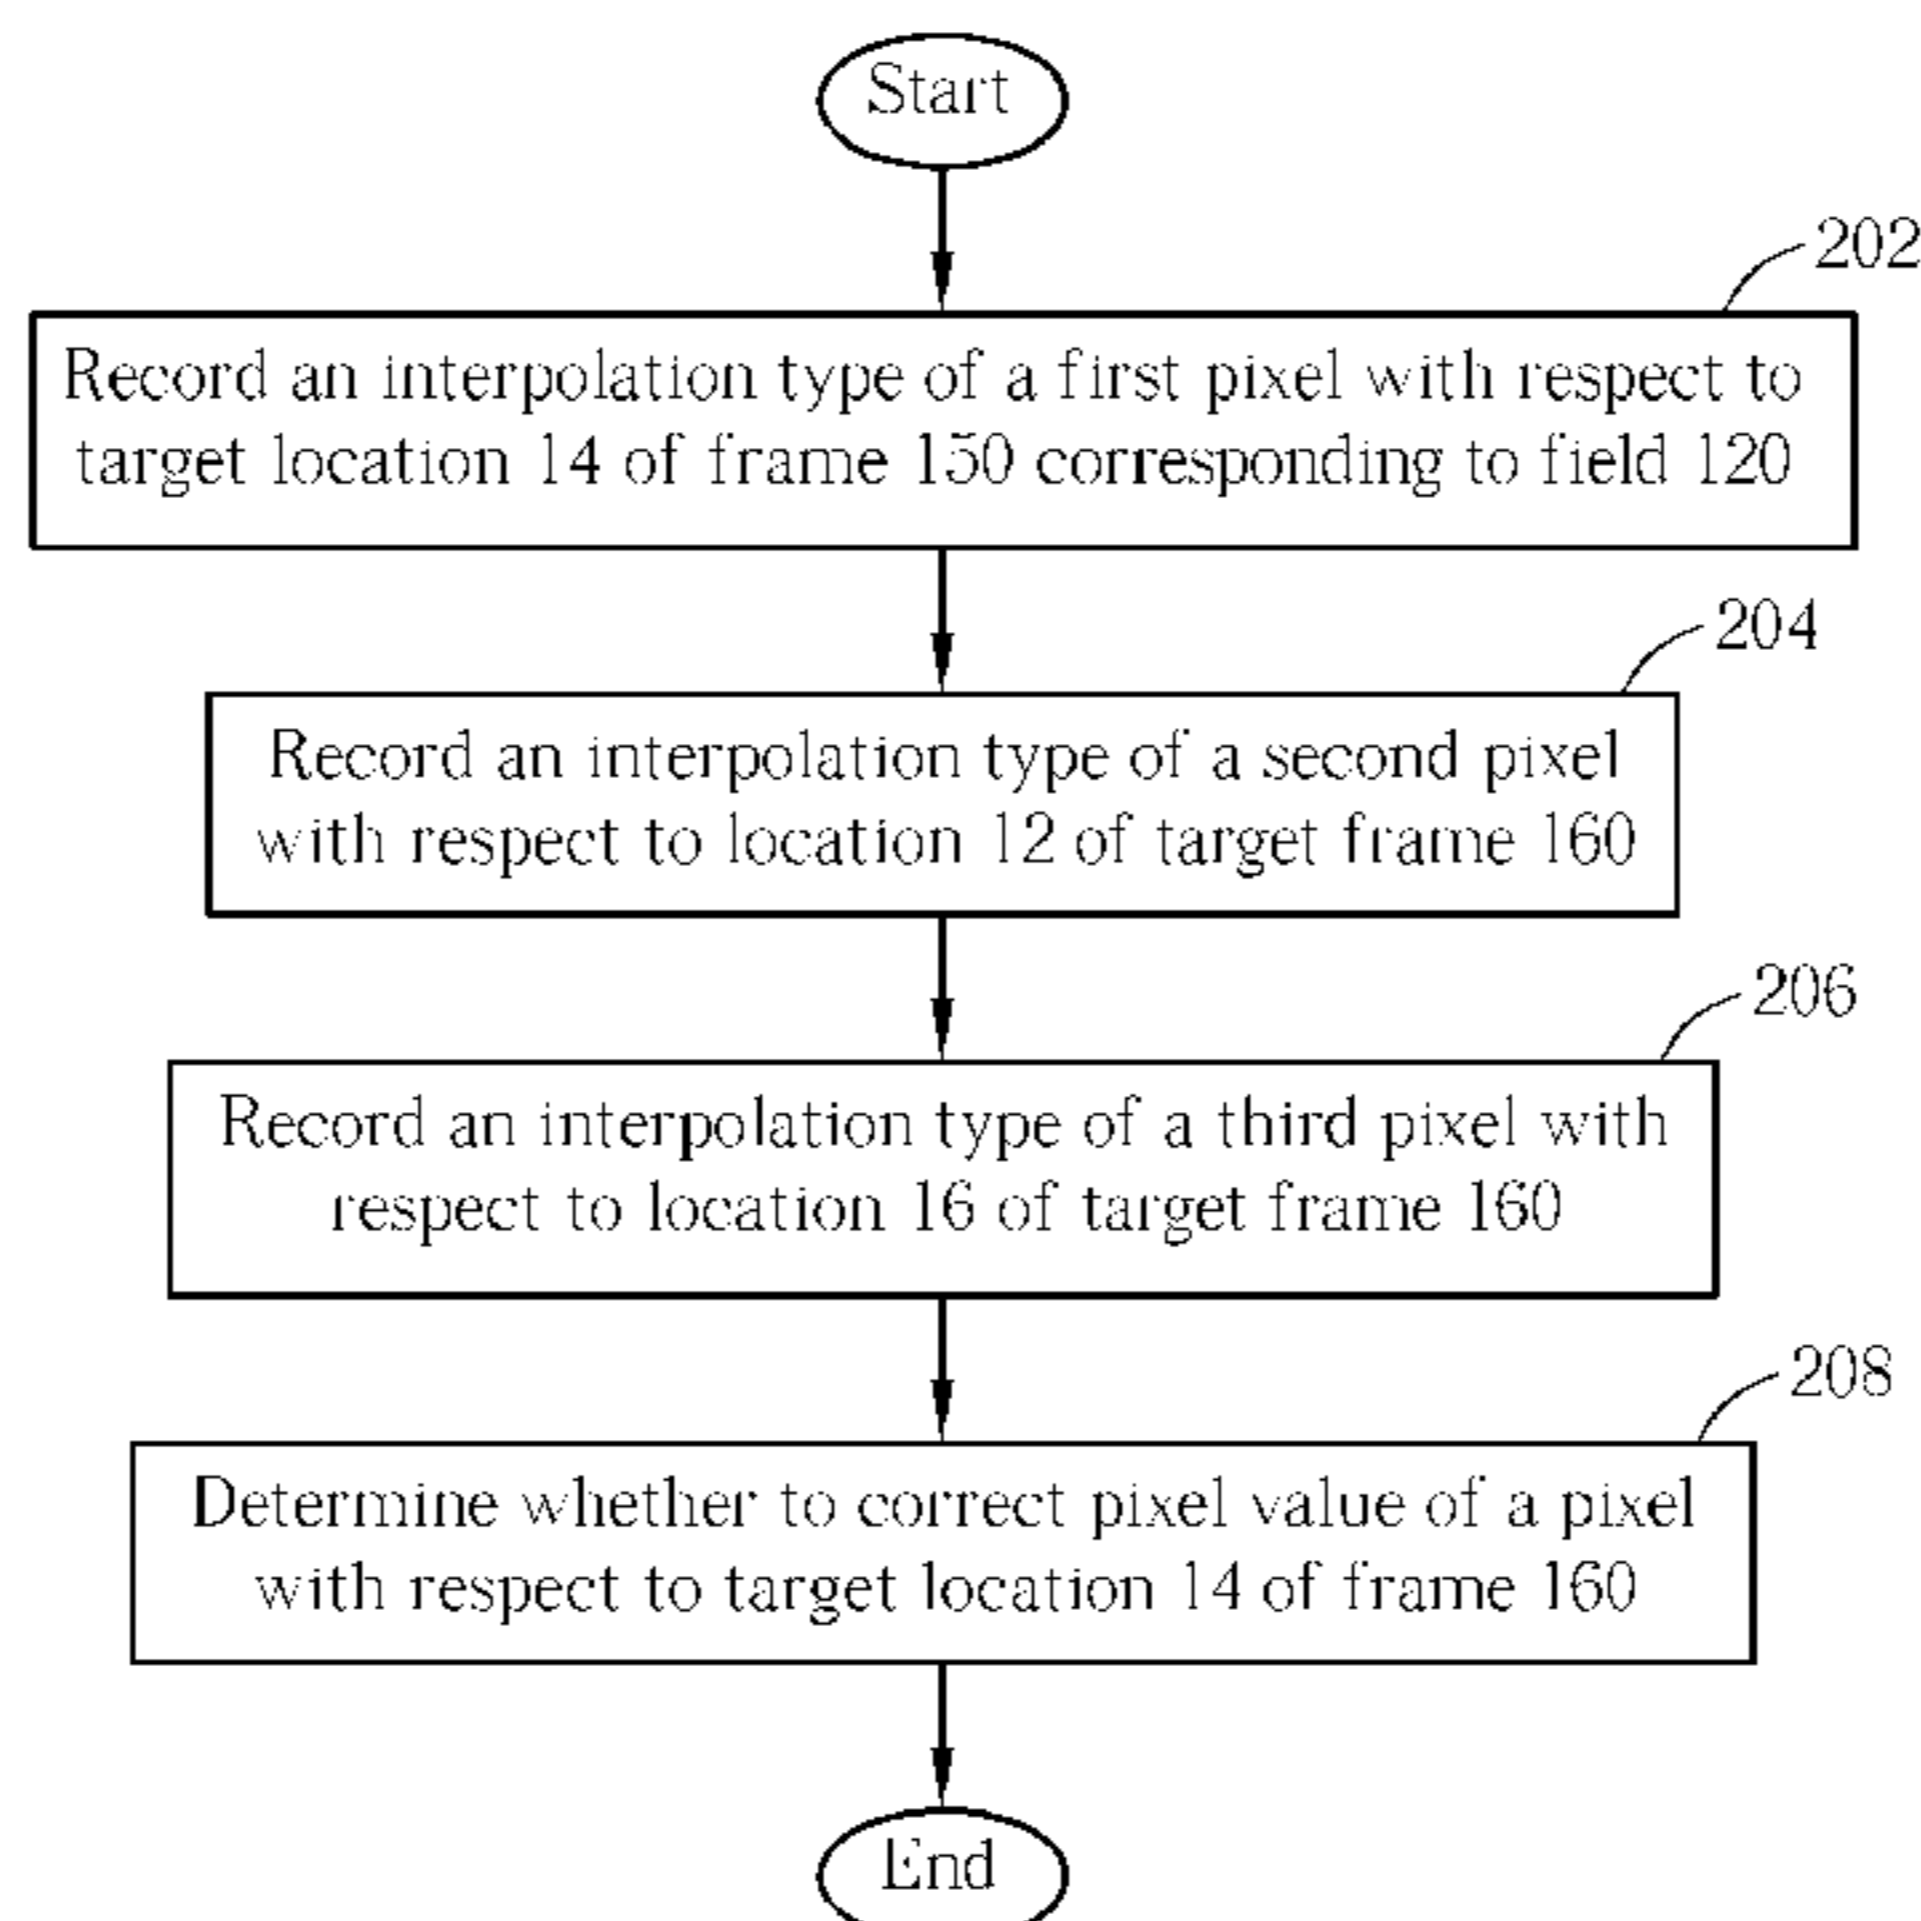 Start
202
Record an interpolation type of a first pixel with respect to
target location 14 of frame 150 corresponding to field 120
204
Record an interpolation type of a second pixel
with respect to location 12 of target frame 160
206
Record an interpolation type of a third pixel with
respect to location 16 of target frame 160
208
Determine whether to correct pixel value of a pixel
with respect to target location 14 of frame 160
End